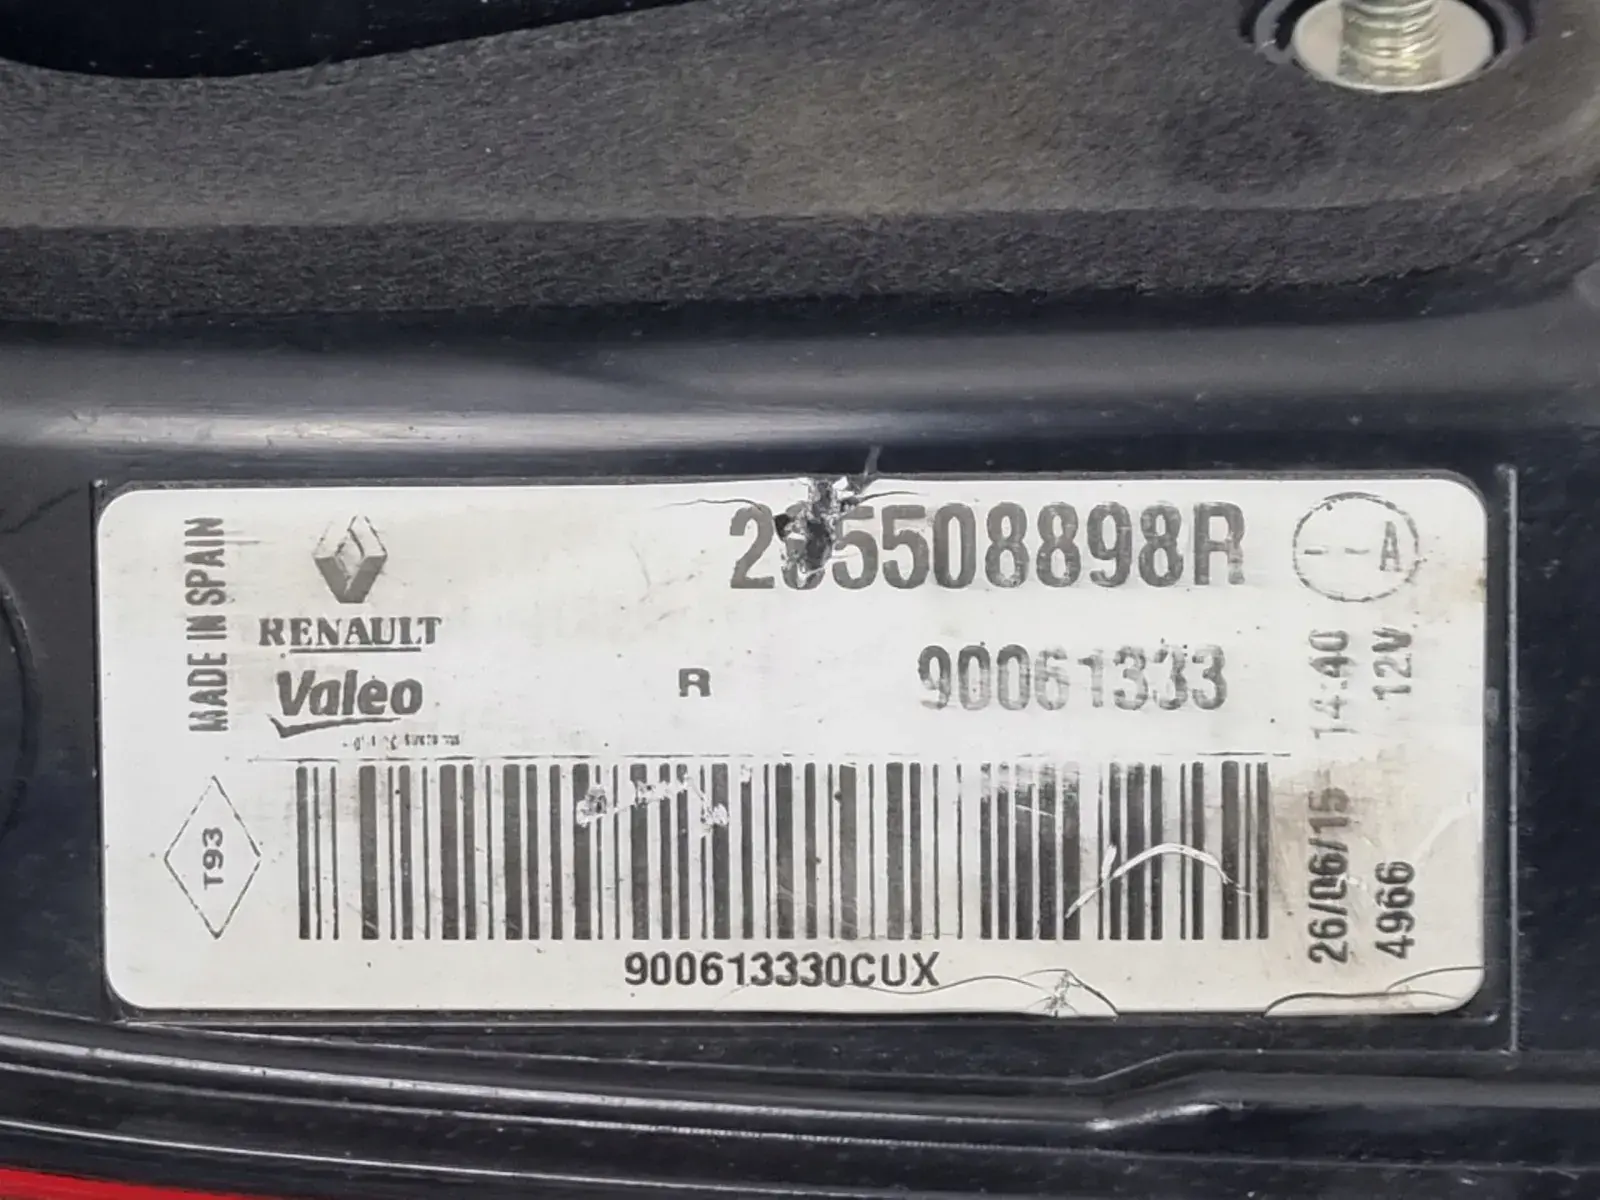 MADE IN SPAIN
RENAULT
Valeo
R
90061333
A
T93
900613330CUX
26/06/15 14:40
4966 12V